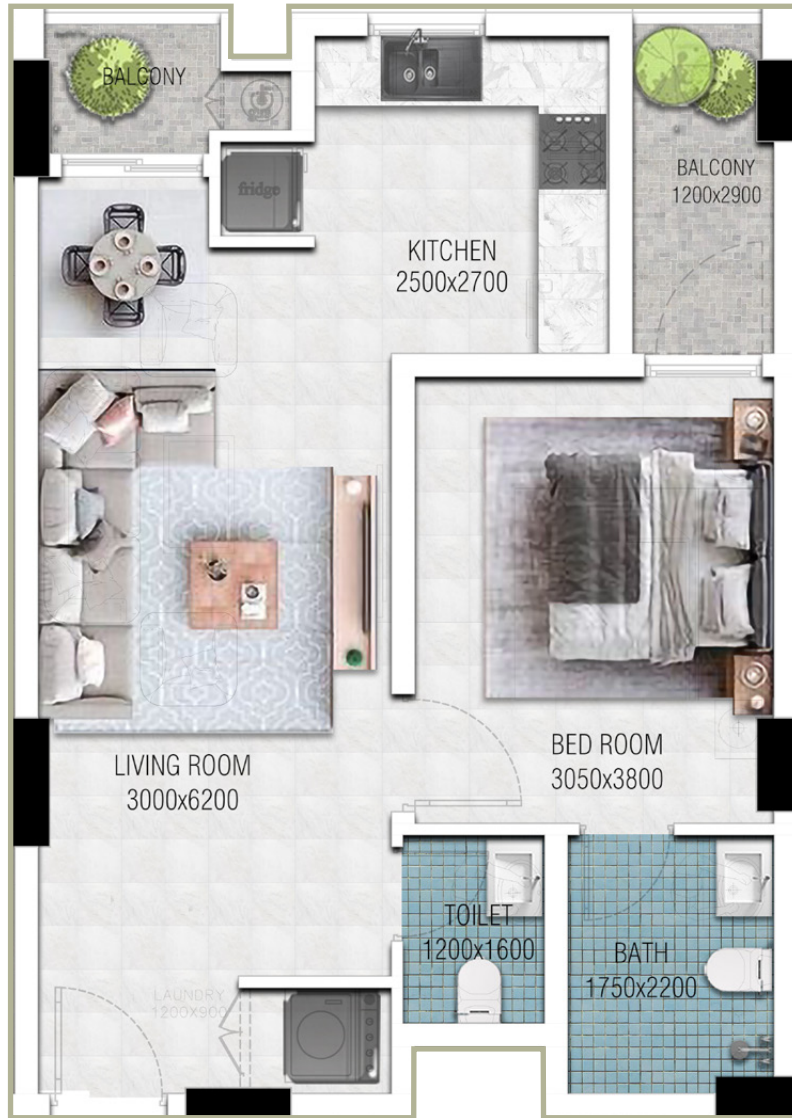 BALCONY
BALCONY
1200x2900
fridge
KITCHEN
2500x2700
BED ROOM
3050x3800
LIVING ROOM
3000x6200
TOILET
1200x1600
BATH
1750x2200
LAUNDRY
1200x900